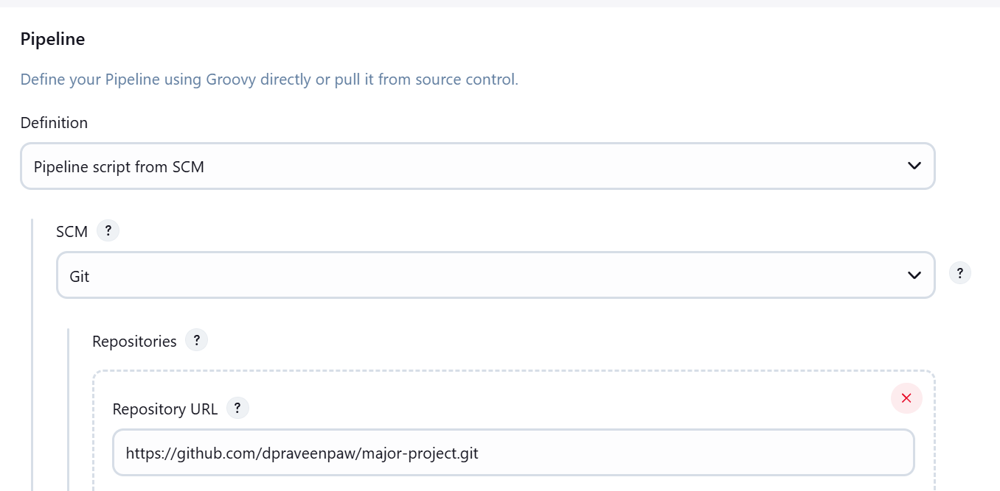 Pipeline
Define your Pipeline using Groovy directly or pull it from source control.
Definition
Pipeline script from SCM
SCM ?
Git
?
Repositories ?
Repository URL ?
https://github.com/dpraveenpaw/major-project.git